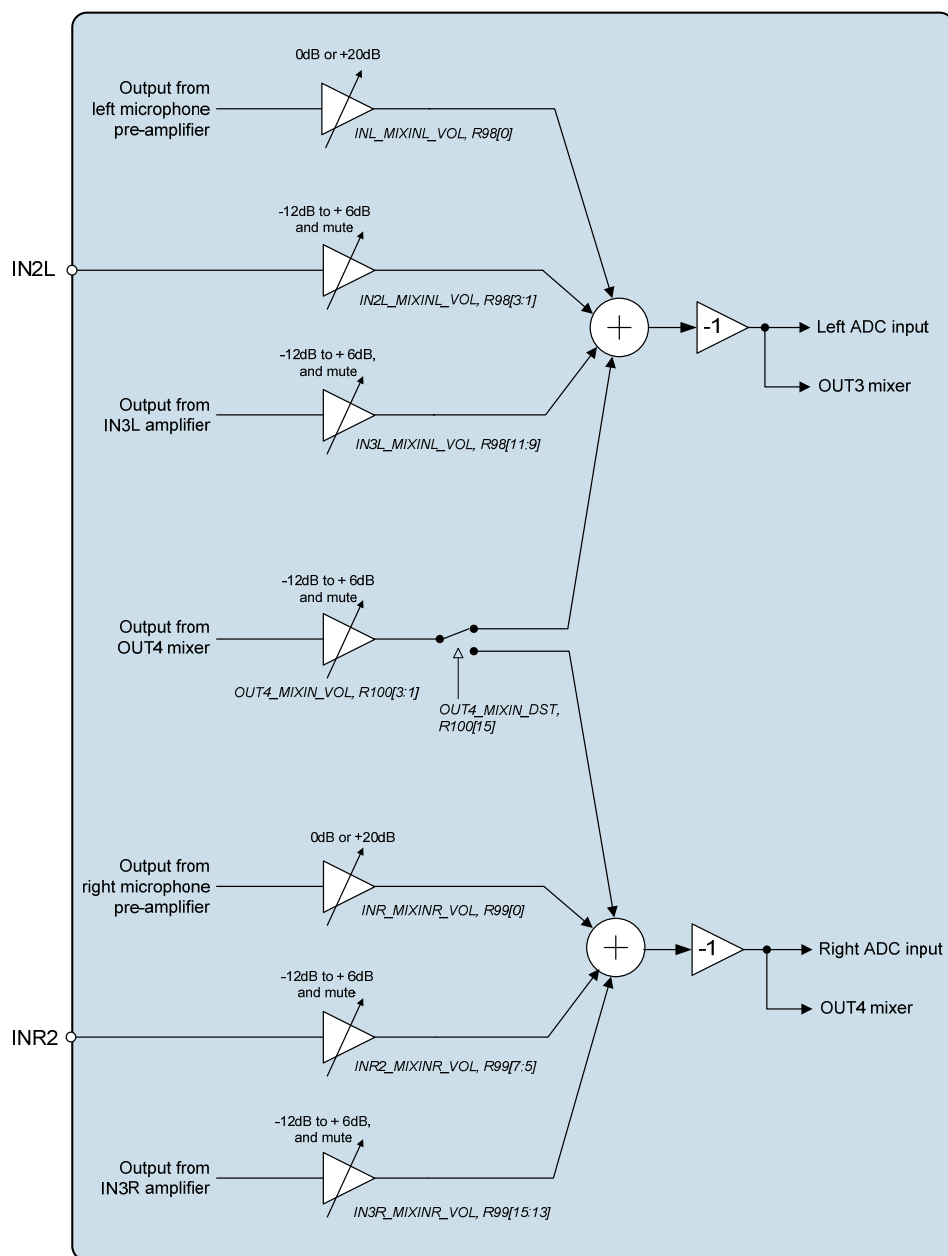 0dB or +20dB
Output from
left microphone
pre-amplifier
INL_MIXINL_VOL, R98[0]
-12dB to + 6dB
and mute
IN2L
IN2L_MIXINL_VOL, R98[3:1]
+
-1
Left ADC input
OUT3 mixer
-12dB to + 6dB,
and mute
Output from
IN3L amplifier
IN3L_MIXINL_VOL, R98[11:9]
-12dB to + 6dB
and mute
Output from
OUT4 mixer
OUT4_MIXIN_VOL, R100[3:1]
OUT4_MIXIN_DST,
R100[15]
0dB or +20dB
Output from
right microphone
pre-amplifier
INR_MIXINR_VOL, R99[0]
+
-1
Right ADC input
OUT4 mixer
-12dB to + 6dB
and mute
INR2
INR2_MIXINR_VOL, R99[7:5]
-12dB to + 6dB,
and mute
Output from
IN3R amplifier
IN3R_MIXINR_VOL, R99[15:13]